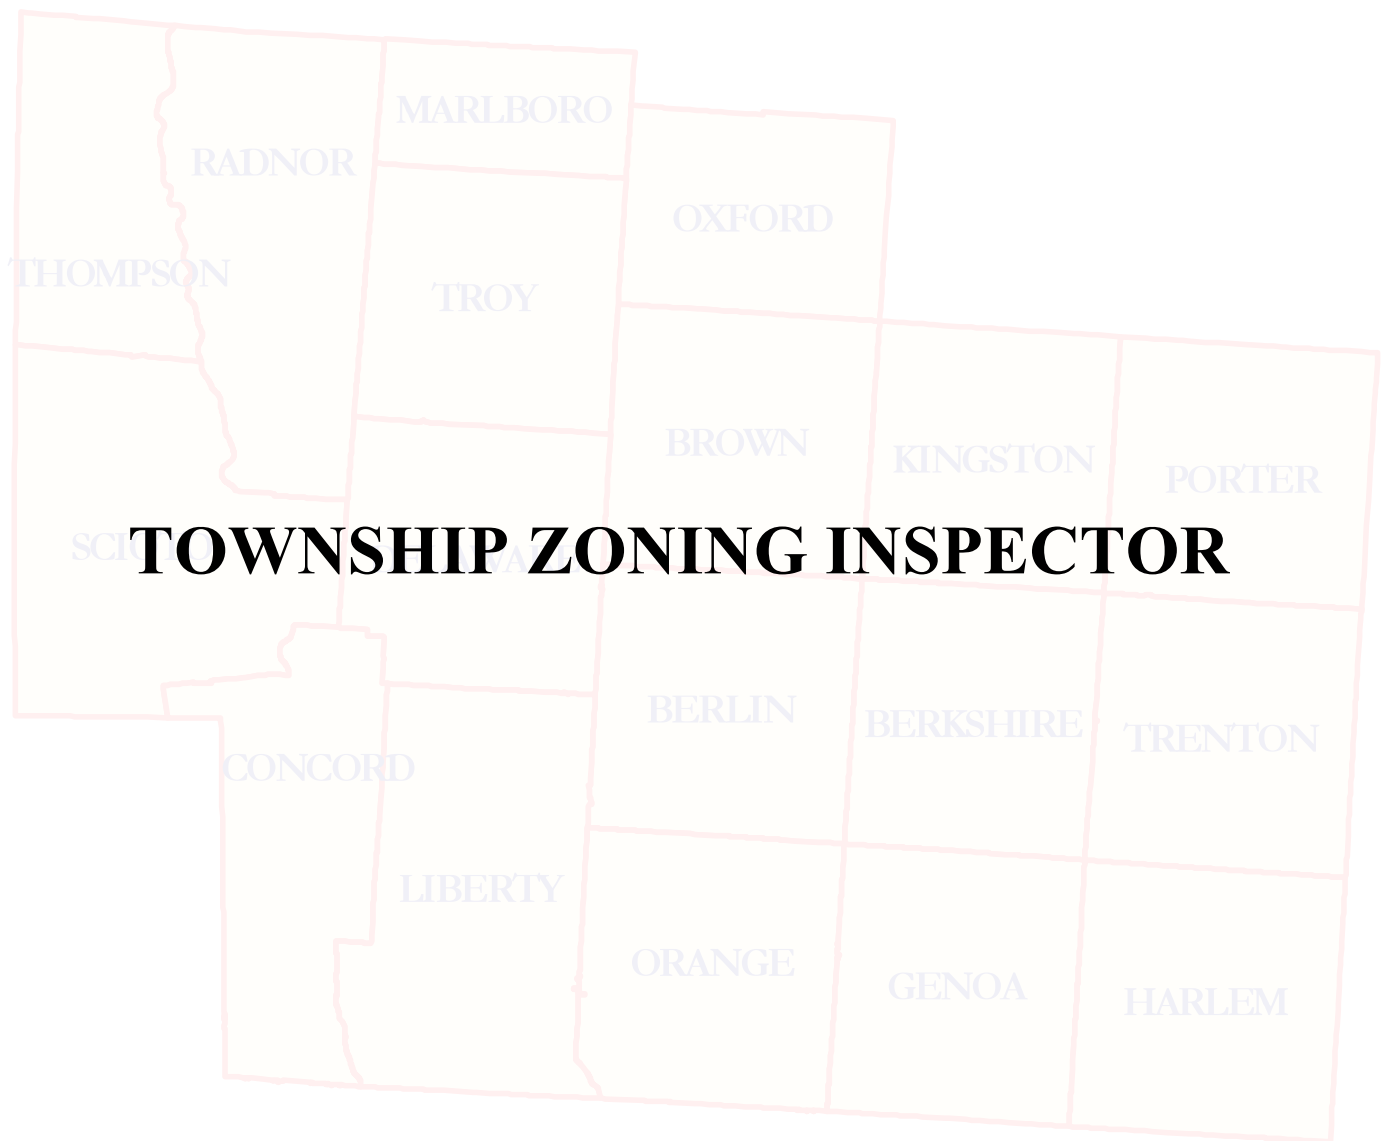 MARLBORO
RADNOR
OXFORD
THOMPSON
TROY
BROWN
KINGSTON
PORTER
TOWNSHIP ZONING INSPECTOR
BERLIN
BERKSHIRE
TRENTON
CONCORD
LIBERTY
ORANGE
GENOA
HARLEM